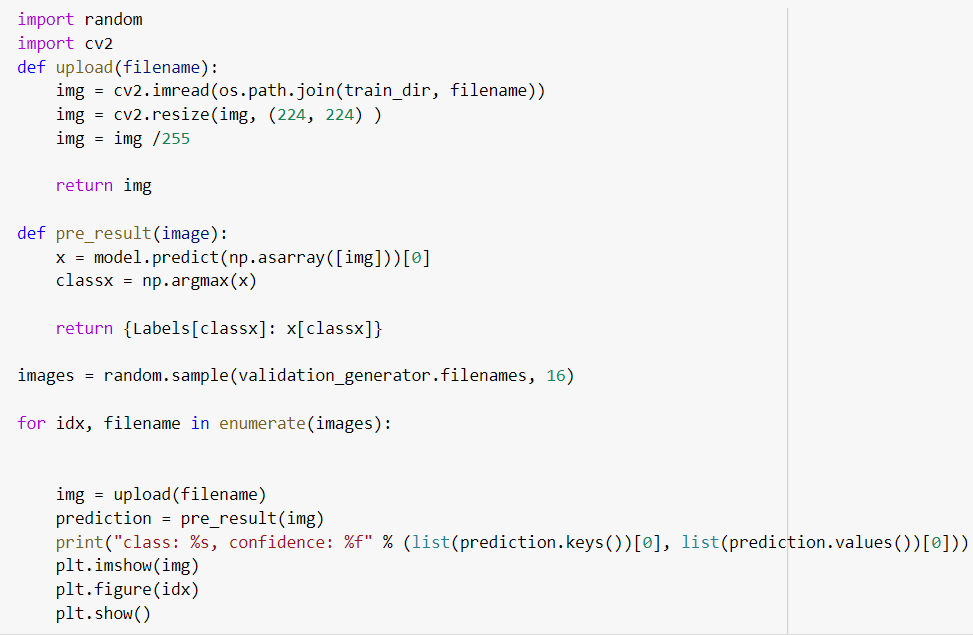 import random
import cv2
def upload(filename):
    img = cv2.imread(os.path.join(train_dir, filename))
    img = cv2.resize(img, (224, 224) )
    img = img /255
    return img
def pre_result(image):
    x = model.predict(np.asarray([img]))[0]
    classx = np.argmax(x)
    return {Labels[classx]: x[classx]}
images = random.sample(validation_generator.filenames, 16)
for idx, filename in enumerate(images):
    img = upload(filename)
    prediction = pre_result(img)
    print("class: %s, confidence: %f" % (list(prediction.keys())[0], list(prediction.values())[0]))
    plt.imshow(img)
    plt.figure(idx)
    plt.show()